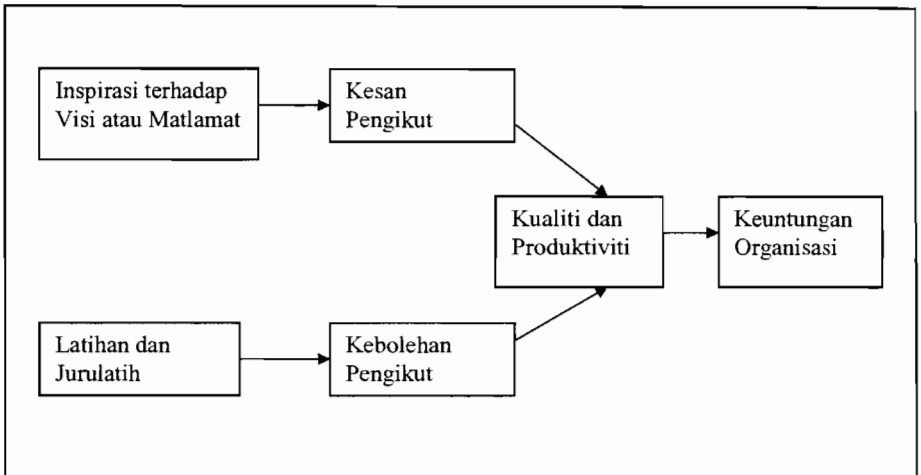 Inspirasi terhadap
Visi atau Matlamat
Kesan
Pengikut
Kualiti dan
Produktiviti
Keuntungan
Organisasi
Latihan dan
Jurulatih
Kebolehan
Pengikut